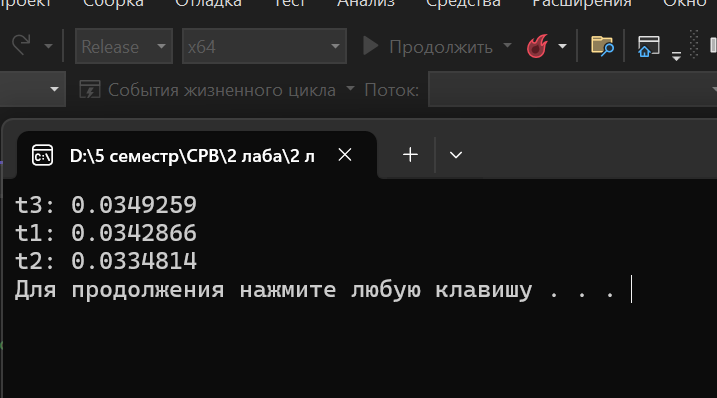 Проект Сборка Отладка Тест Анализ Средства Расширения Окно
Release x64 Продолжить
События жизненного цикла Поток:
D:\5 семестр\СРВ\2 лаба\2 л
t3: 0.0349259
t1: 0.0342866
t2: 0.0334814
Для продолжения нажмите любую клавишу . . .